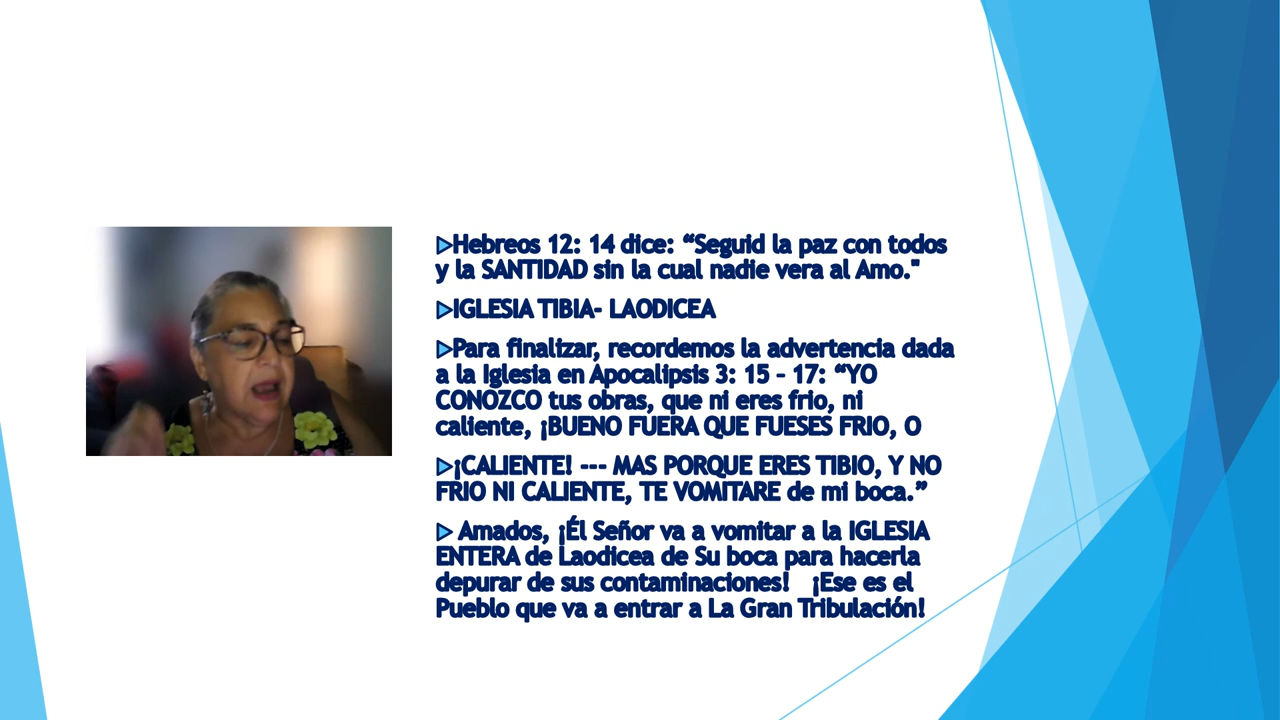 Hebreos 12: 14 dice: “Seguid la paz con todos
y la SANTIDAD sin la cual nadie vera al Amo."
IGLESIA TIBIA- LAODICEA
Para finalizar, recordemos la advertencia dada
a la Iglesia en Apocalipsis 3: 15 - 17: “YO
CONOZCO tus obras, que ni eres frio, ni
caliente, ¡BUENO FUERA QUE FUESES FRIO, O
¡CALIENTE! --- MAS PORQUE ERES TIBIO, Y NO
FRIO NI CALIENTE, TE VOMITARE de mi boca.”
Amados, ¡Él Señor va a vomitar a la IGLESIA
ENTERA de Laodicea de Su boca para hacerla
depurar de sus contaminaciones! ¡Ese es el
Pueblo que va a entrar a La Gran Tribulación!